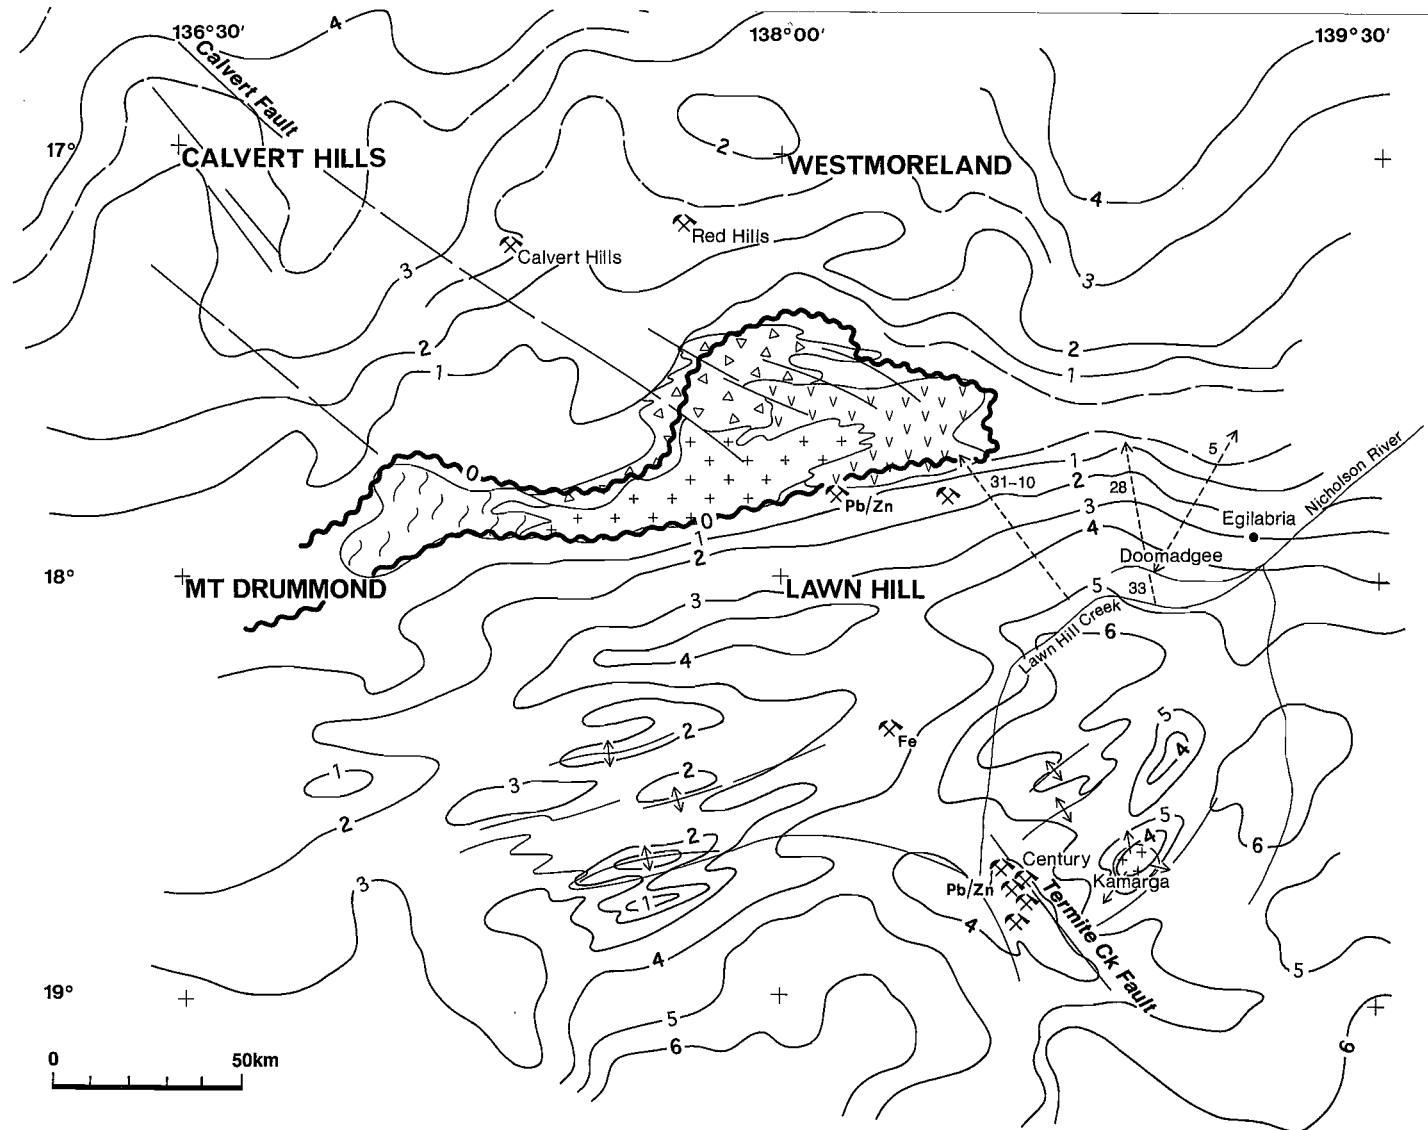 4
136°30′
138°00′
139°30′
Calvert Fault
17°
CALVERT HILLS
2
WESTMORELAND
4
Red Hills
Calvert Hills
3
3
2
2
1
1
0
1
5
31–10
2
28
Nicholson River
Pb/Zn
3
0
Egilabria
1
4
2
Doomadgee
18°
MT DRUMMOND
LAWN HILL
5
33
3
Lawn Hill Creek
6
4
5
2
Fe
4
1
2
3
2
5
2
4
6
Century
Pb/Zn
Kamarga
3
<1
4
Termite Ck Fault
4
5
19°
5
6
6
0
50km